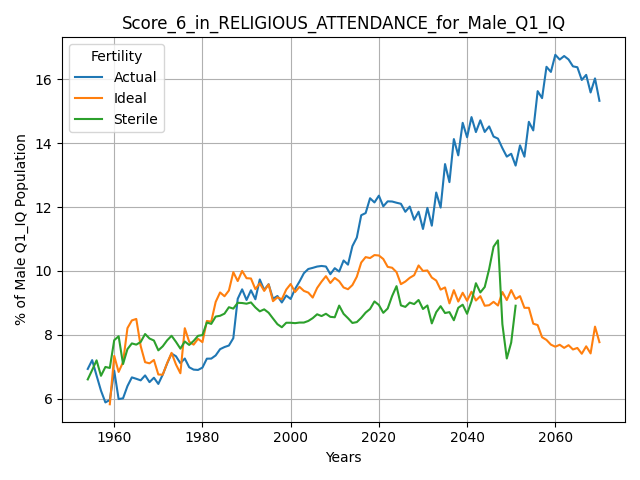 Score_6_in_RELIGIOUS_ATTENDANCE_for_Male_Q1_IQ
Fertility
Actual
Ideal
Sterile
% of Male Q1_IQ Population
16
14
12
10
8
6
1960
1980
2000
2020
2040
2060
Years